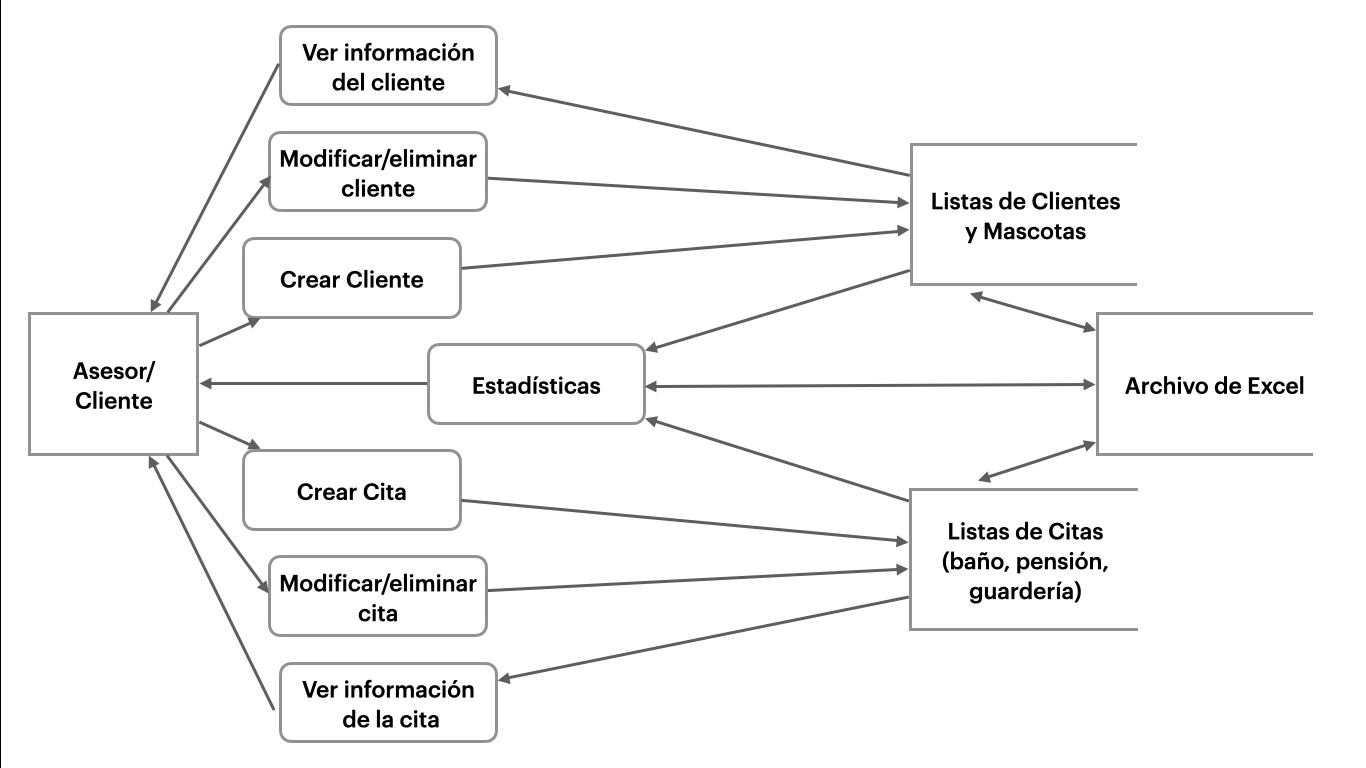 Ver información
del cliente
Modificar/eliminar
cliente
Crear Cliente
Listas de Clientes
y Mascotas
Asesor/
Cliente
Estadísticas
Archivo de Excel
Crear Cita
Modificar/eliminar
cita
Listas de Citas
(baño, pensión,
guardería)
Ver información
de la cita